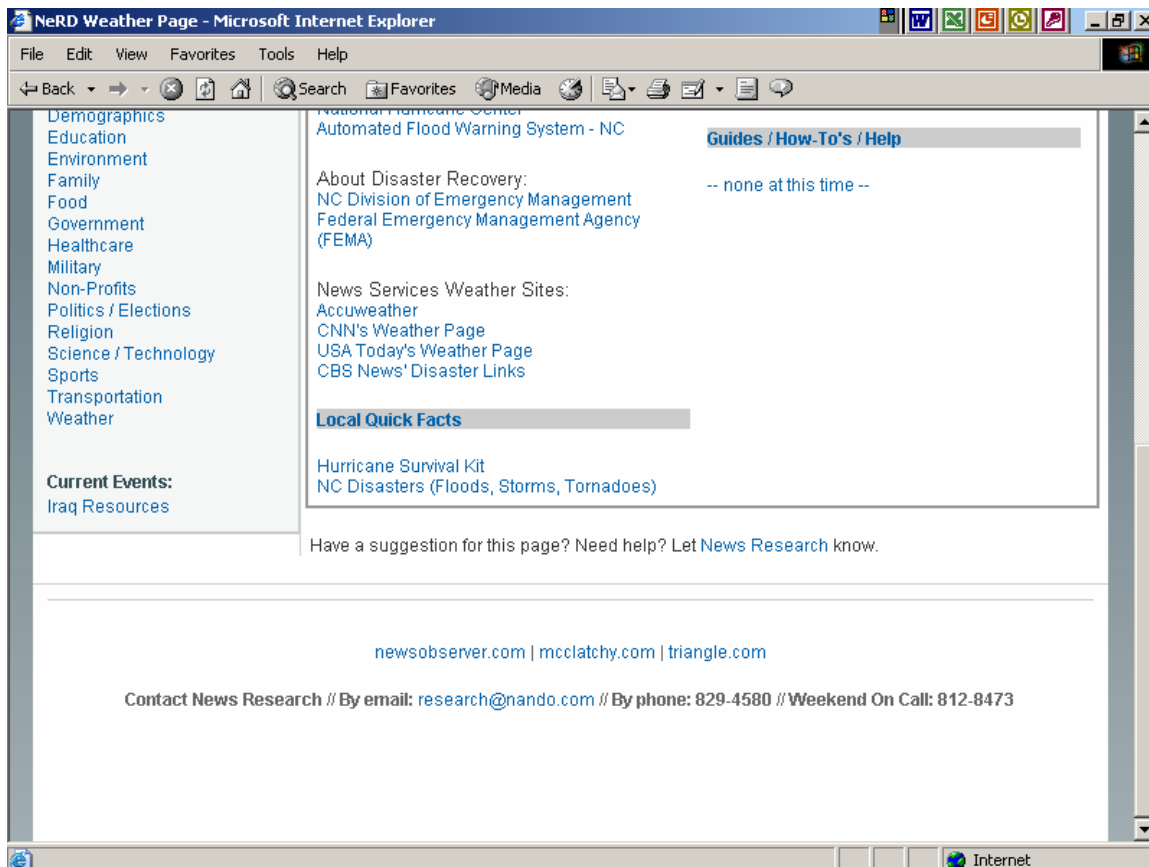 NeRD Weather Page - Microsoft Internet Explorer
File Edit View Favorites Tools Help
Back Search Favorites Media
Demographics
Education
Environment
Family
Food
Government
Healthcare
Military
Non-Profits
Politics / Elections
Religion
Science / Technology
Sports
Transportation
Weather
Current Events:
Iraq Resources
National Hurricane Center
Automated Flood Warning System - NC
About Disaster Recovery:
NC Division of Emergency Management
Federal Emergency Management Agency
(FEMA)
News Services Weather Sites:
Accuweather
CNN's Weather Page
USA Today's Weather Page
CBS News' Disaster Links
Local Quick Facts
Hurricane Survival Kit
NC Disasters (Floods, Storms, Tornadoes)
Guides / How-To's / Help
-- none at this time --
Have a suggestion for this page? Need help? Let News Research know.
newsobserver.com | mcclatchy.com | triangle.com
Contact News Research // By email: research@nando.com // By phone: 829-4580 // Weekend On Call: 812-8473
Internet